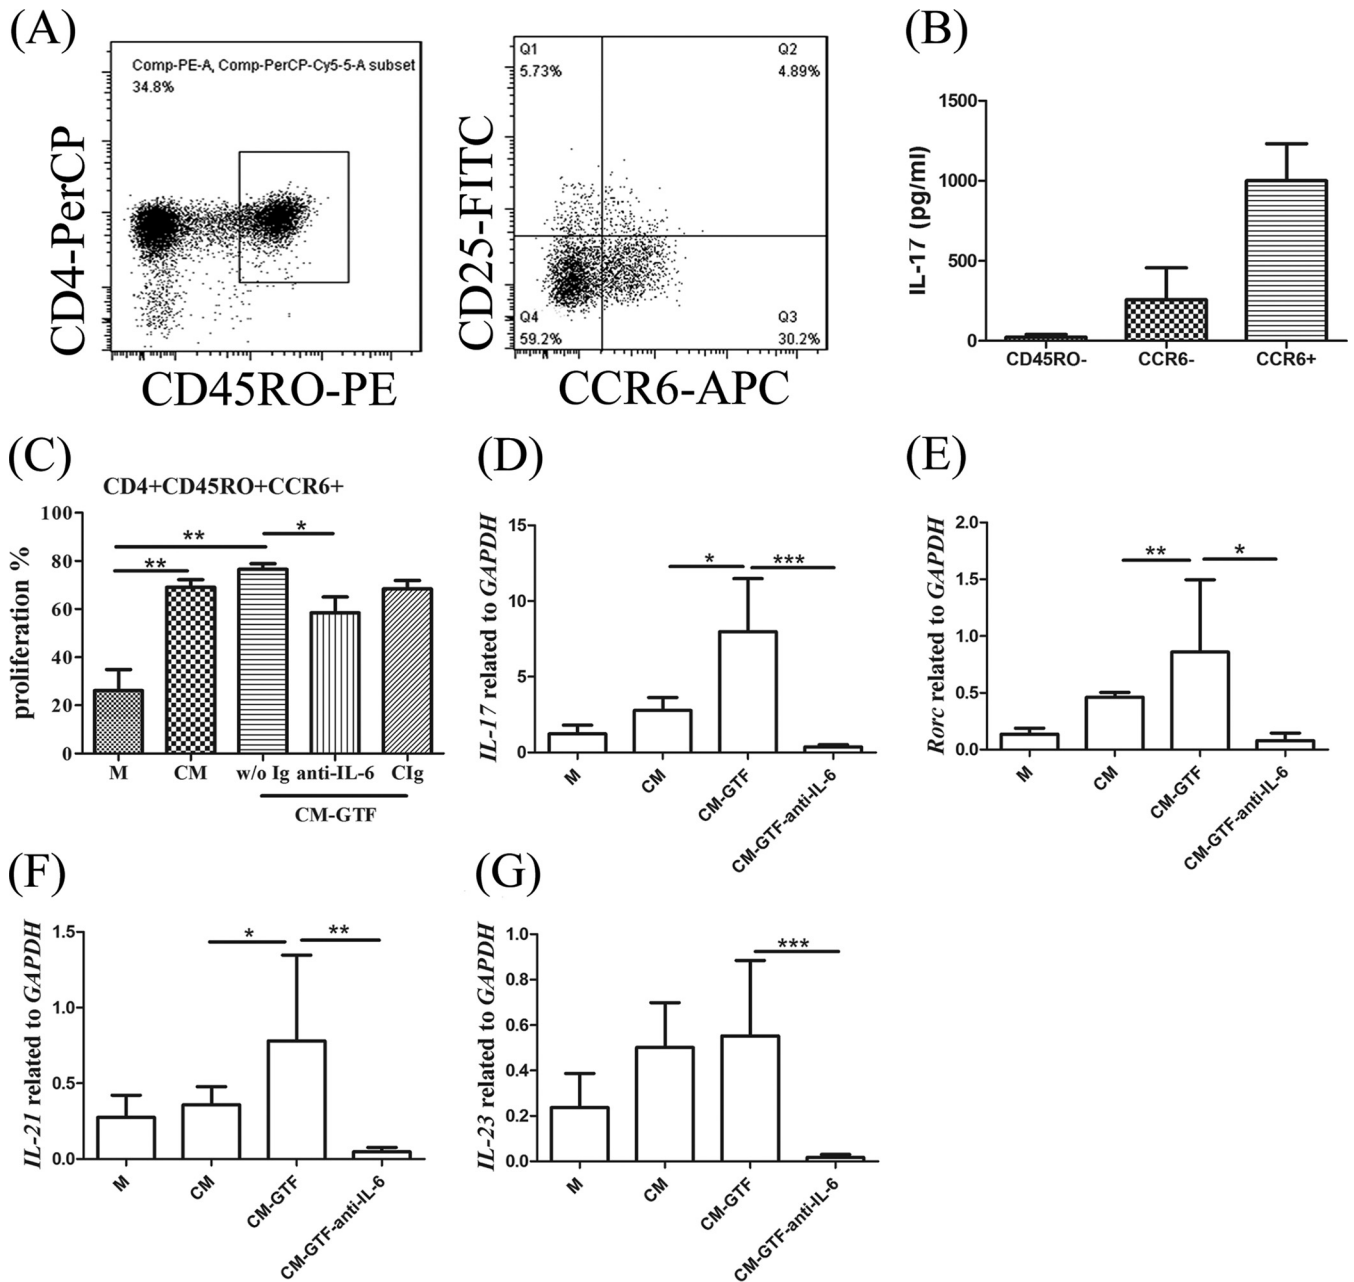 (A)
Comp-PE-A, Comp-PerCP-Cy5-5-A subset
34.8%
CD4-PerCP
CD45RO-PE
Q1
5.73%
Q2
4.89%
Q4
59.2%
Q3
30.2%
CD25-FITC
CCR6-APC
(B)
IL-17 (pg/ml)
1500
1000
500
0
CD45RO- CCR6- CCR6+
(C)
CD4+CD45RO+CCR6+
proliferation %
100
80
60
40
20
0
**
**
*
M CM w/o Ig anti-IL-6 CIg
CM-GTF
(D)
IL-17 related to GAPDH
15
10
5
0
*
***
M
CM
CM-GTF
CM-GTF-anti-IL-6
(E)
Rorc related to GAPDH
2.0
1.5
1.0
0.5
0.0
**
*
M
CM
CM-GTF
CM-GTF-anti-IL-6
(F)
IL-21 related to GAPDH
1.5
1.0
0.5
0.0
*
**
M
CM
CM-GTF
CM-GTF-anti-IL-6
(G)
IL-23 related to GAPDH
1.0
0.8
0.6
0.4
0.2
0.0
***
M
CM
CM-GTF
CM-GTF-anti-IL-6